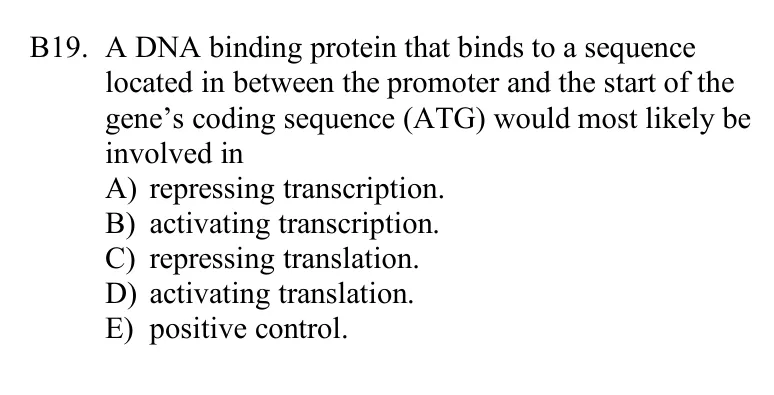 B19. A DNA binding protein that binds to a sequence
located in between the promoter and the start of the
gene’s coding sequence (ATG) would most likely be
involved in
A) repressing transcription.
B) activating transcription.
C) repressing translation.
D) activating translation.
E) positive control.